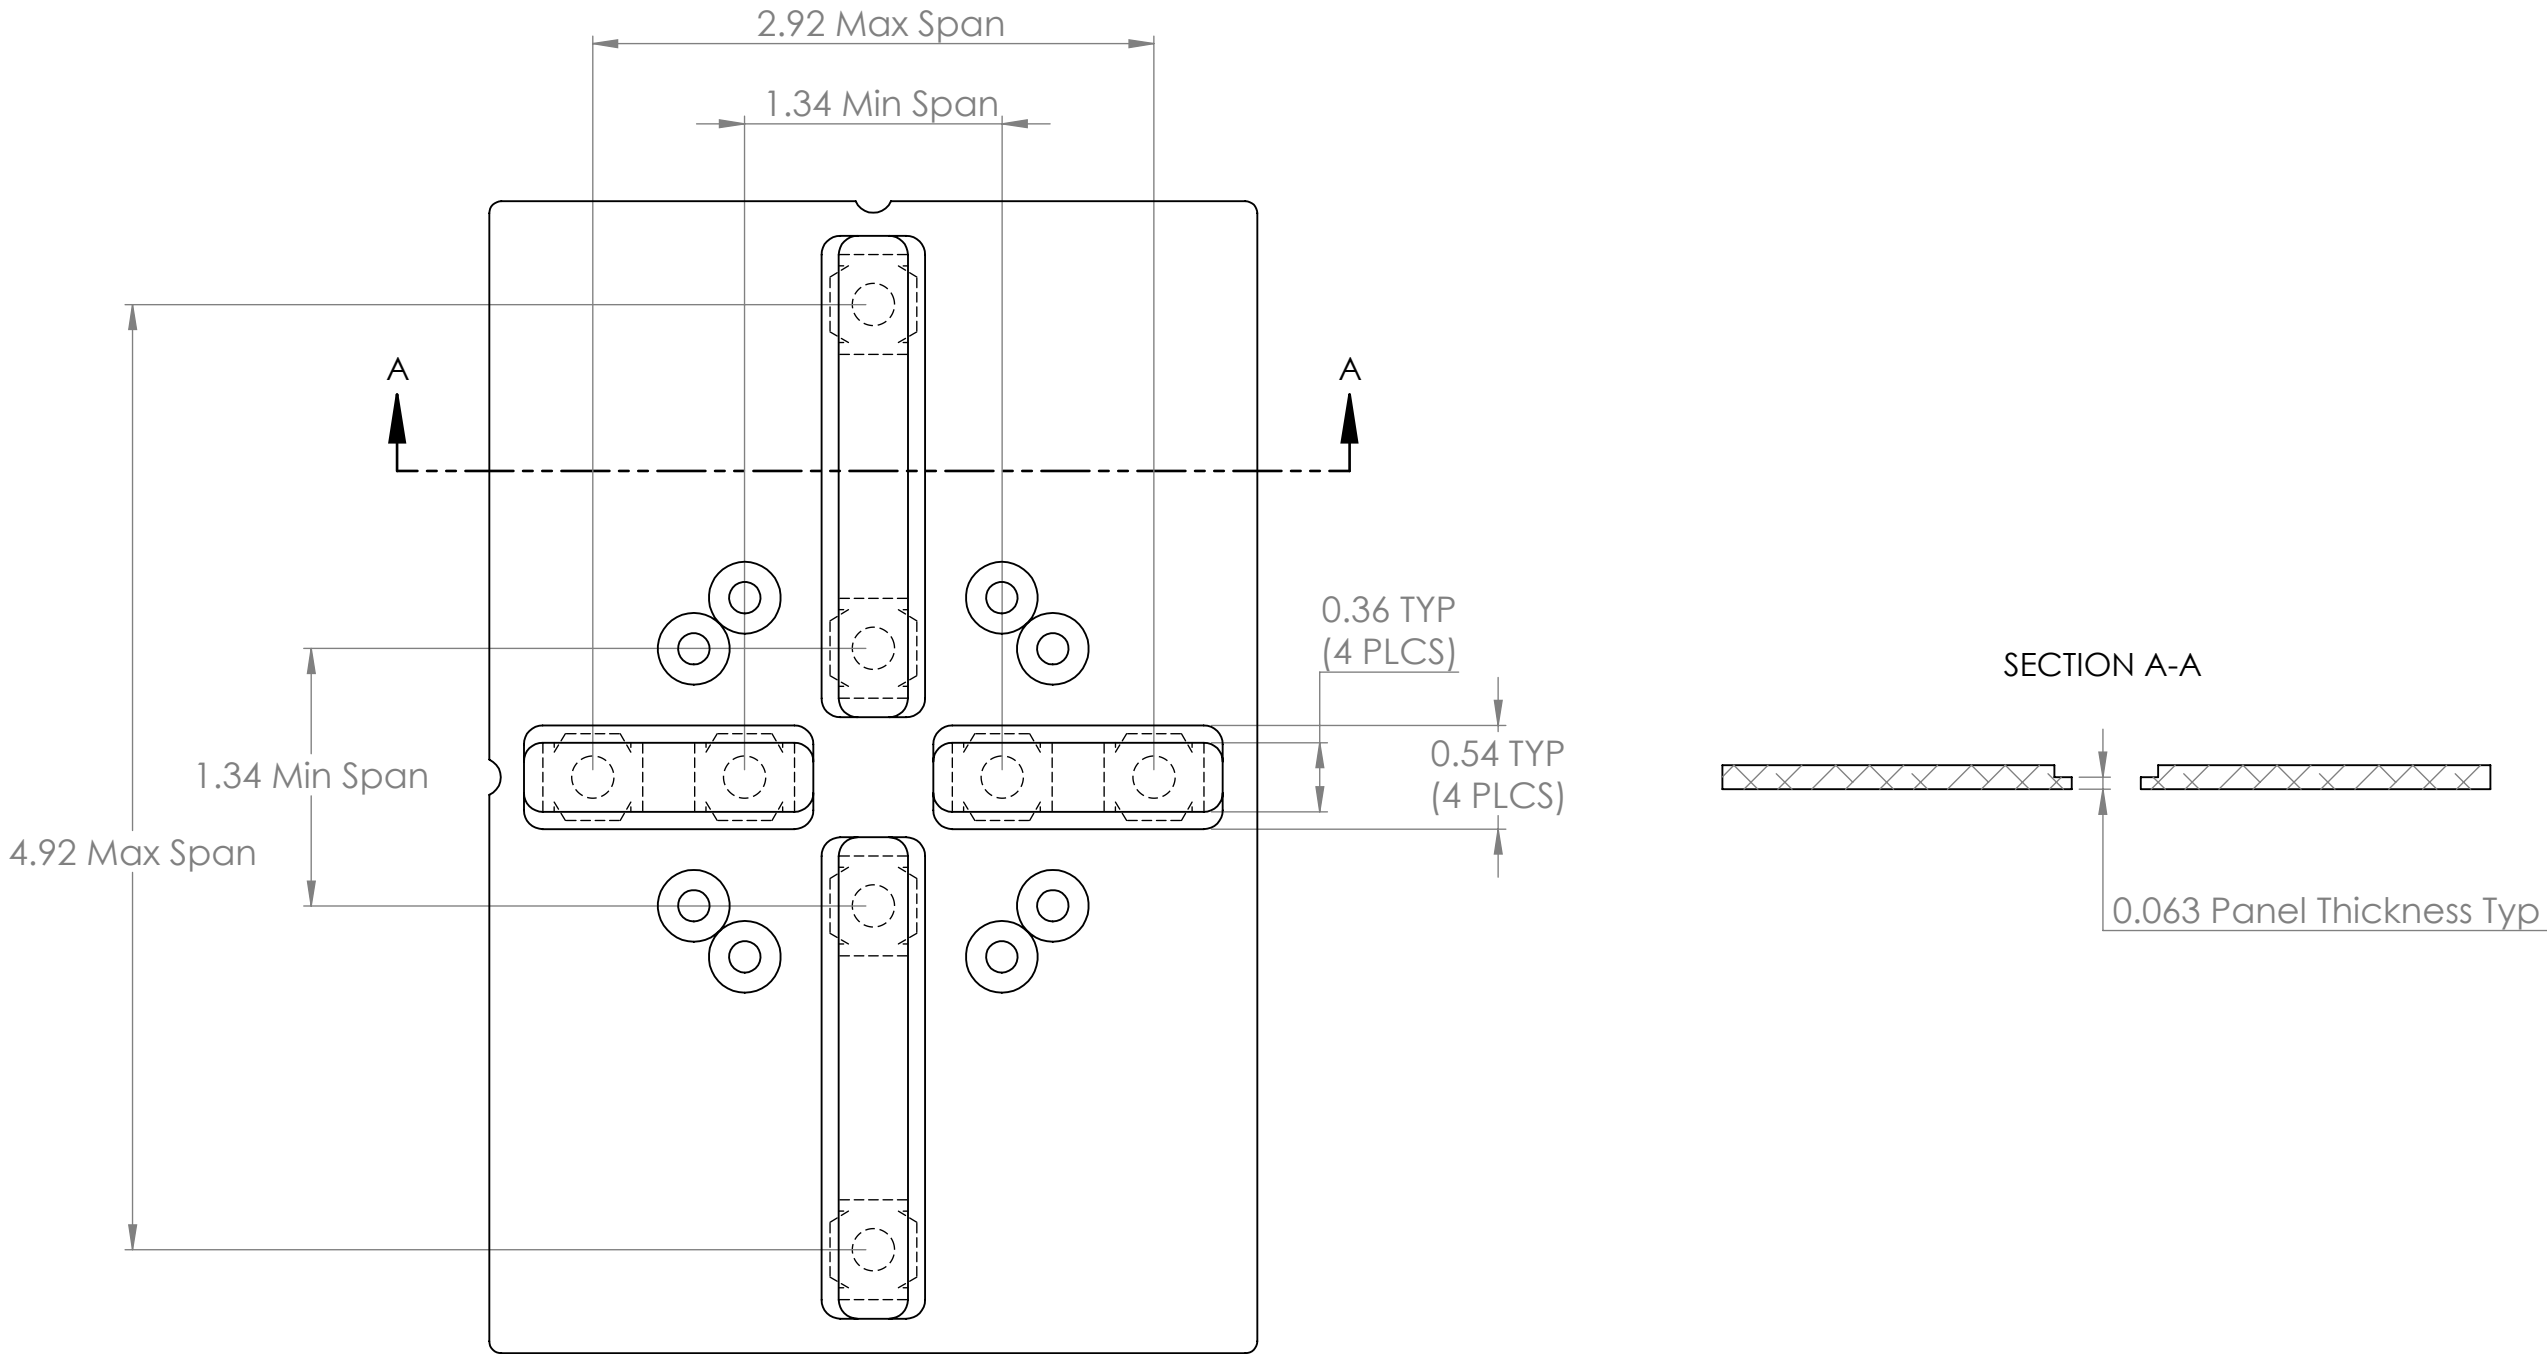 2.92 Max Span
1.34 Min Span
A
A
0.36 TYP
(4 PLCS)
SECTION A-A
0.54 TYP
(4 PLCS)
1.34 Min Span
4.92 Max Span
0.063 Panel Thickness Typ